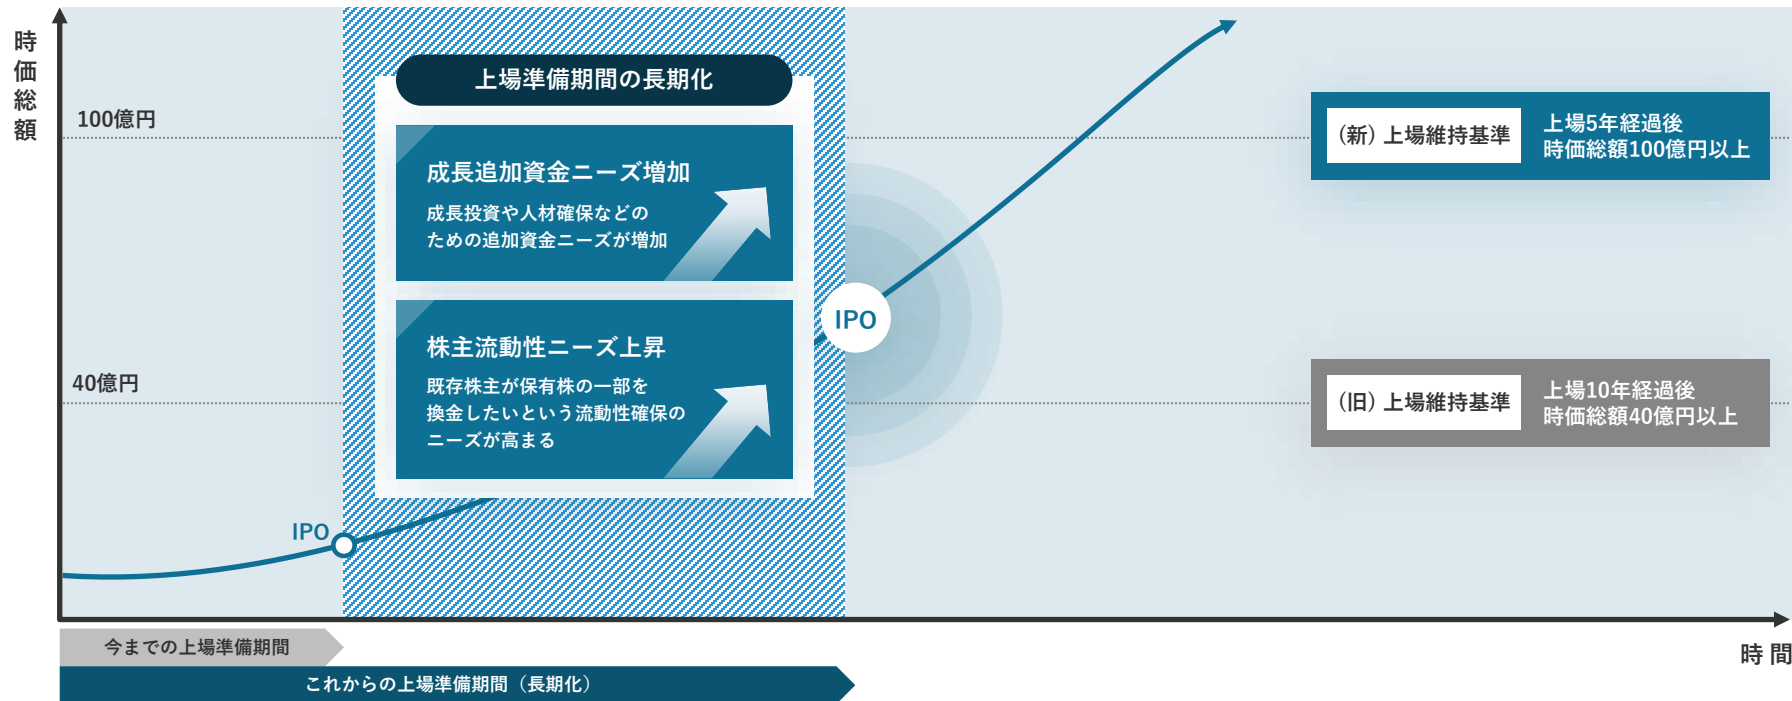 時価総額
100億円
40億円
上場準備期間の長期化
成長追加資金ニーズ増加
成長投資や人材確保などの
ための追加資金ニーズが増加
株主流動性ニーズ上昇
既存株主が保有株の一部を
換金したいという流動性確保の
ニーズが高まる
IPO
IPO
(新) 上場維持基準
上場5年経過後
時価総額100億円以上
(旧) 上場維持基準
上場10年経過後
時価総額40億円以上
時間
今までの上場準備期間
これからの上場準備期間（長期化）